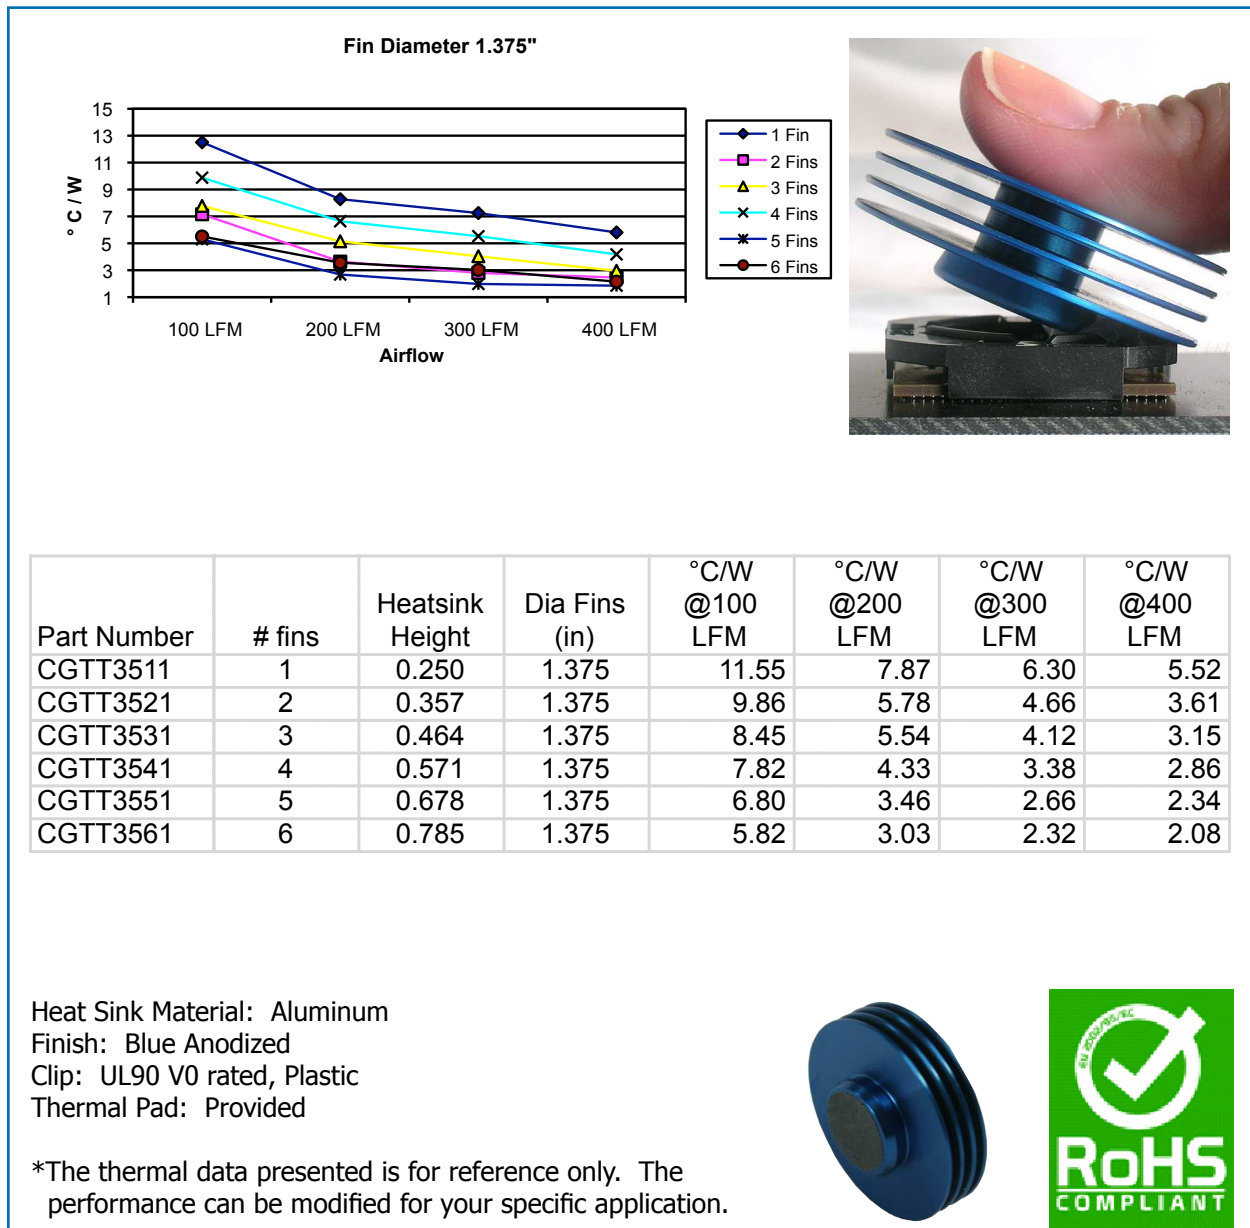 Fin Diameter 1.375"
15
13
11
9
7
5
3
1
° C / W
100 LFM 200 LFM 300 LFM 400 LFM
Airflow
1 Fin
2 Fins
3 Fins
4 Fins
5 Fins
6 Fins
Part Number # fins Heatsink Height Dia Fins (in) °C/W @100 LFM °C/W @200 LFM °C/W @300 LFM °C/W @400 LFM
CGTT3511 1 0.250 1.375 11.55 7.87 6.30 5.52
CGTT3521 2 0.357 1.375 9.86 5.78 4.66 3.61
CGTT3531 3 0.464 1.375 8.45 5.54 4.12 3.15
CGTT3541 4 0.571 1.375 7.82 4.33 3.38 2.86
CGTT3551 5 0.678 1.375 6.80 3.46 2.66 2.34
CGTT3561 6 0.785 1.375 5.82 3.03 2.32 2.08
Heat Sink Material: Aluminum
Finish: Blue Anodized
Clip: UL90 V0 rated, Plastic
Thermal Pad: Provided
*The thermal data presented is for reference only. The
performance can be modified for your specific application.
EU 2002/95/EC
RoHS
COMPLIANT